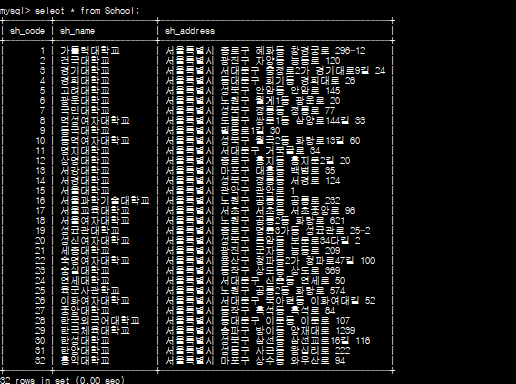 mysql> select * from School;
sh_code | sh_name | sh_address
1 | 가톨릭대학교 | 서울특별시 종로구 혜화동 창경궁로 296-12
2 | 건국대학교 | 서울특별시 광진구 자양동 능동로 120
3 | 경기대학교 | 서울특별시 서대문구 충정로2가 경기대로9길 24
4 | 경희대학교 | 서울특별시 동대문구 회기동 경희대로 26
5 | 고려대학교 | 서울특별시 성북구 안암동 안암로 145
6 | 광운대학교 | 서울특별시 노원구 월계1동 광운로 20
7 | 국민대학교 | 서울특별시 성북구 정릉동 정릉로 77
8 | 덕성여자대학교 | 서울특별시 도봉구 쌍문1동 삼양로144길 33
9 | 동국대학교 | 서울특별시 필동로1길 30
10 | 동덕여자대학교 | 서울특별시 성북구 월곡2동 화랑로13길 60
11 | 명지대학교 | 서울특별시 서대문구 거북골로 34
12 | 상명대학교 | 서울특별시 종로구 홍지동 홍지문2길 20
13 | 서강대학교 | 서울특별시 마포구 대흥동 백범로 35
14 | 서경대학교 | 서울특별시 성북구 정릉동 서경로 124
15 | 서울대학교 | 서울특별시 관악구 관악로 1
16 | 서울과학기술대학교 | 서울특별시 노원구 공릉동 공릉로 232
17 | 서울교육대학교 | 서울특별시 서초구 서초동 서초중앙로 96
18 | 서울여자대학교 | 서울특별시 노원구 공릉2동 화랑로 621
19 | 성균관대학교 | 서울특별시 종로구 명륜3가동 성균관로 25-2
20 | 성신여자대학교 | 서울특별시 성북구 돈암동 보문로34다길 2
21 | 세종대학교 | 서울특별시 광진구 군자동 능동로 209
22 | 숙명여자대학교 | 서울특별시 용산구 청파동2가 청파로47길 100
23 | 숭실대학교 | 서울특별시 동작구 상도동 상도로 369
24 | 연세대학교 | 서울특별시 서대문구 신촌동 연세로 50
25 | 육군사관학교 | 서울특별시 노원구 공릉2동 화랑로 574
26 | 이화여자대학교 | 서울특별시 서대문구 북아현동 이화여대길 52
27 | 중앙대학교 | 서울특별시 동작구 흑석동 흑석로 84
28 | 한국외국어대학교 | 서울특별시 동대문구 이문동 이문로 107
29 | 한국체육대학교 | 서울특별시 송파구 방이동 양재대로 1239
30 | 한성대학교 | 서울특별시 성북구 삼선동 삼선교로16길 116
31 | 한양대학교 | 서울특별시 성동구 사근동 왕십리로 222
32 | 홍익대학교 | 서울특별시 마포구 상수동 와우산로 94
32 rows in set (0.00 sec)